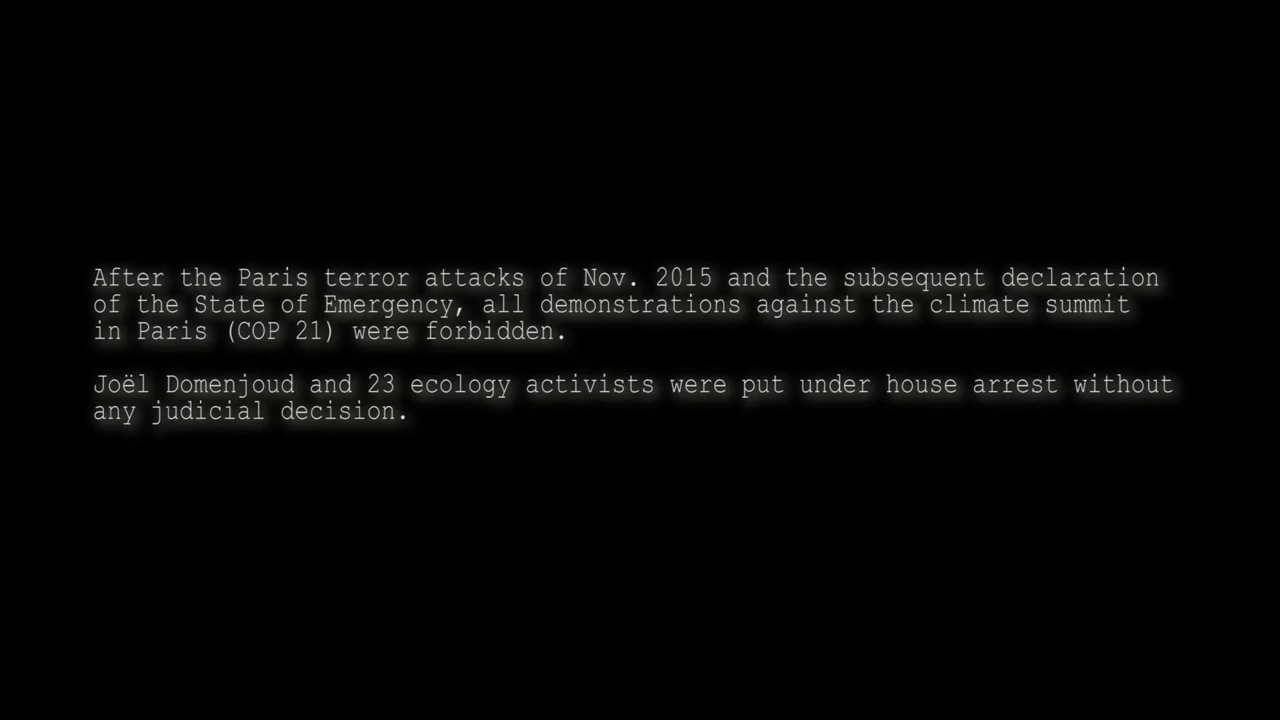 After the Paris terror attacks of Nov. 2015 and the subsequent declaration
of the State of Emergency, all demonstrations against the climate summit
in Paris (COP 21) were forbidden.
Joël Domenjoud and 23 ecology activists were put under house arrest without
any judicial decision.